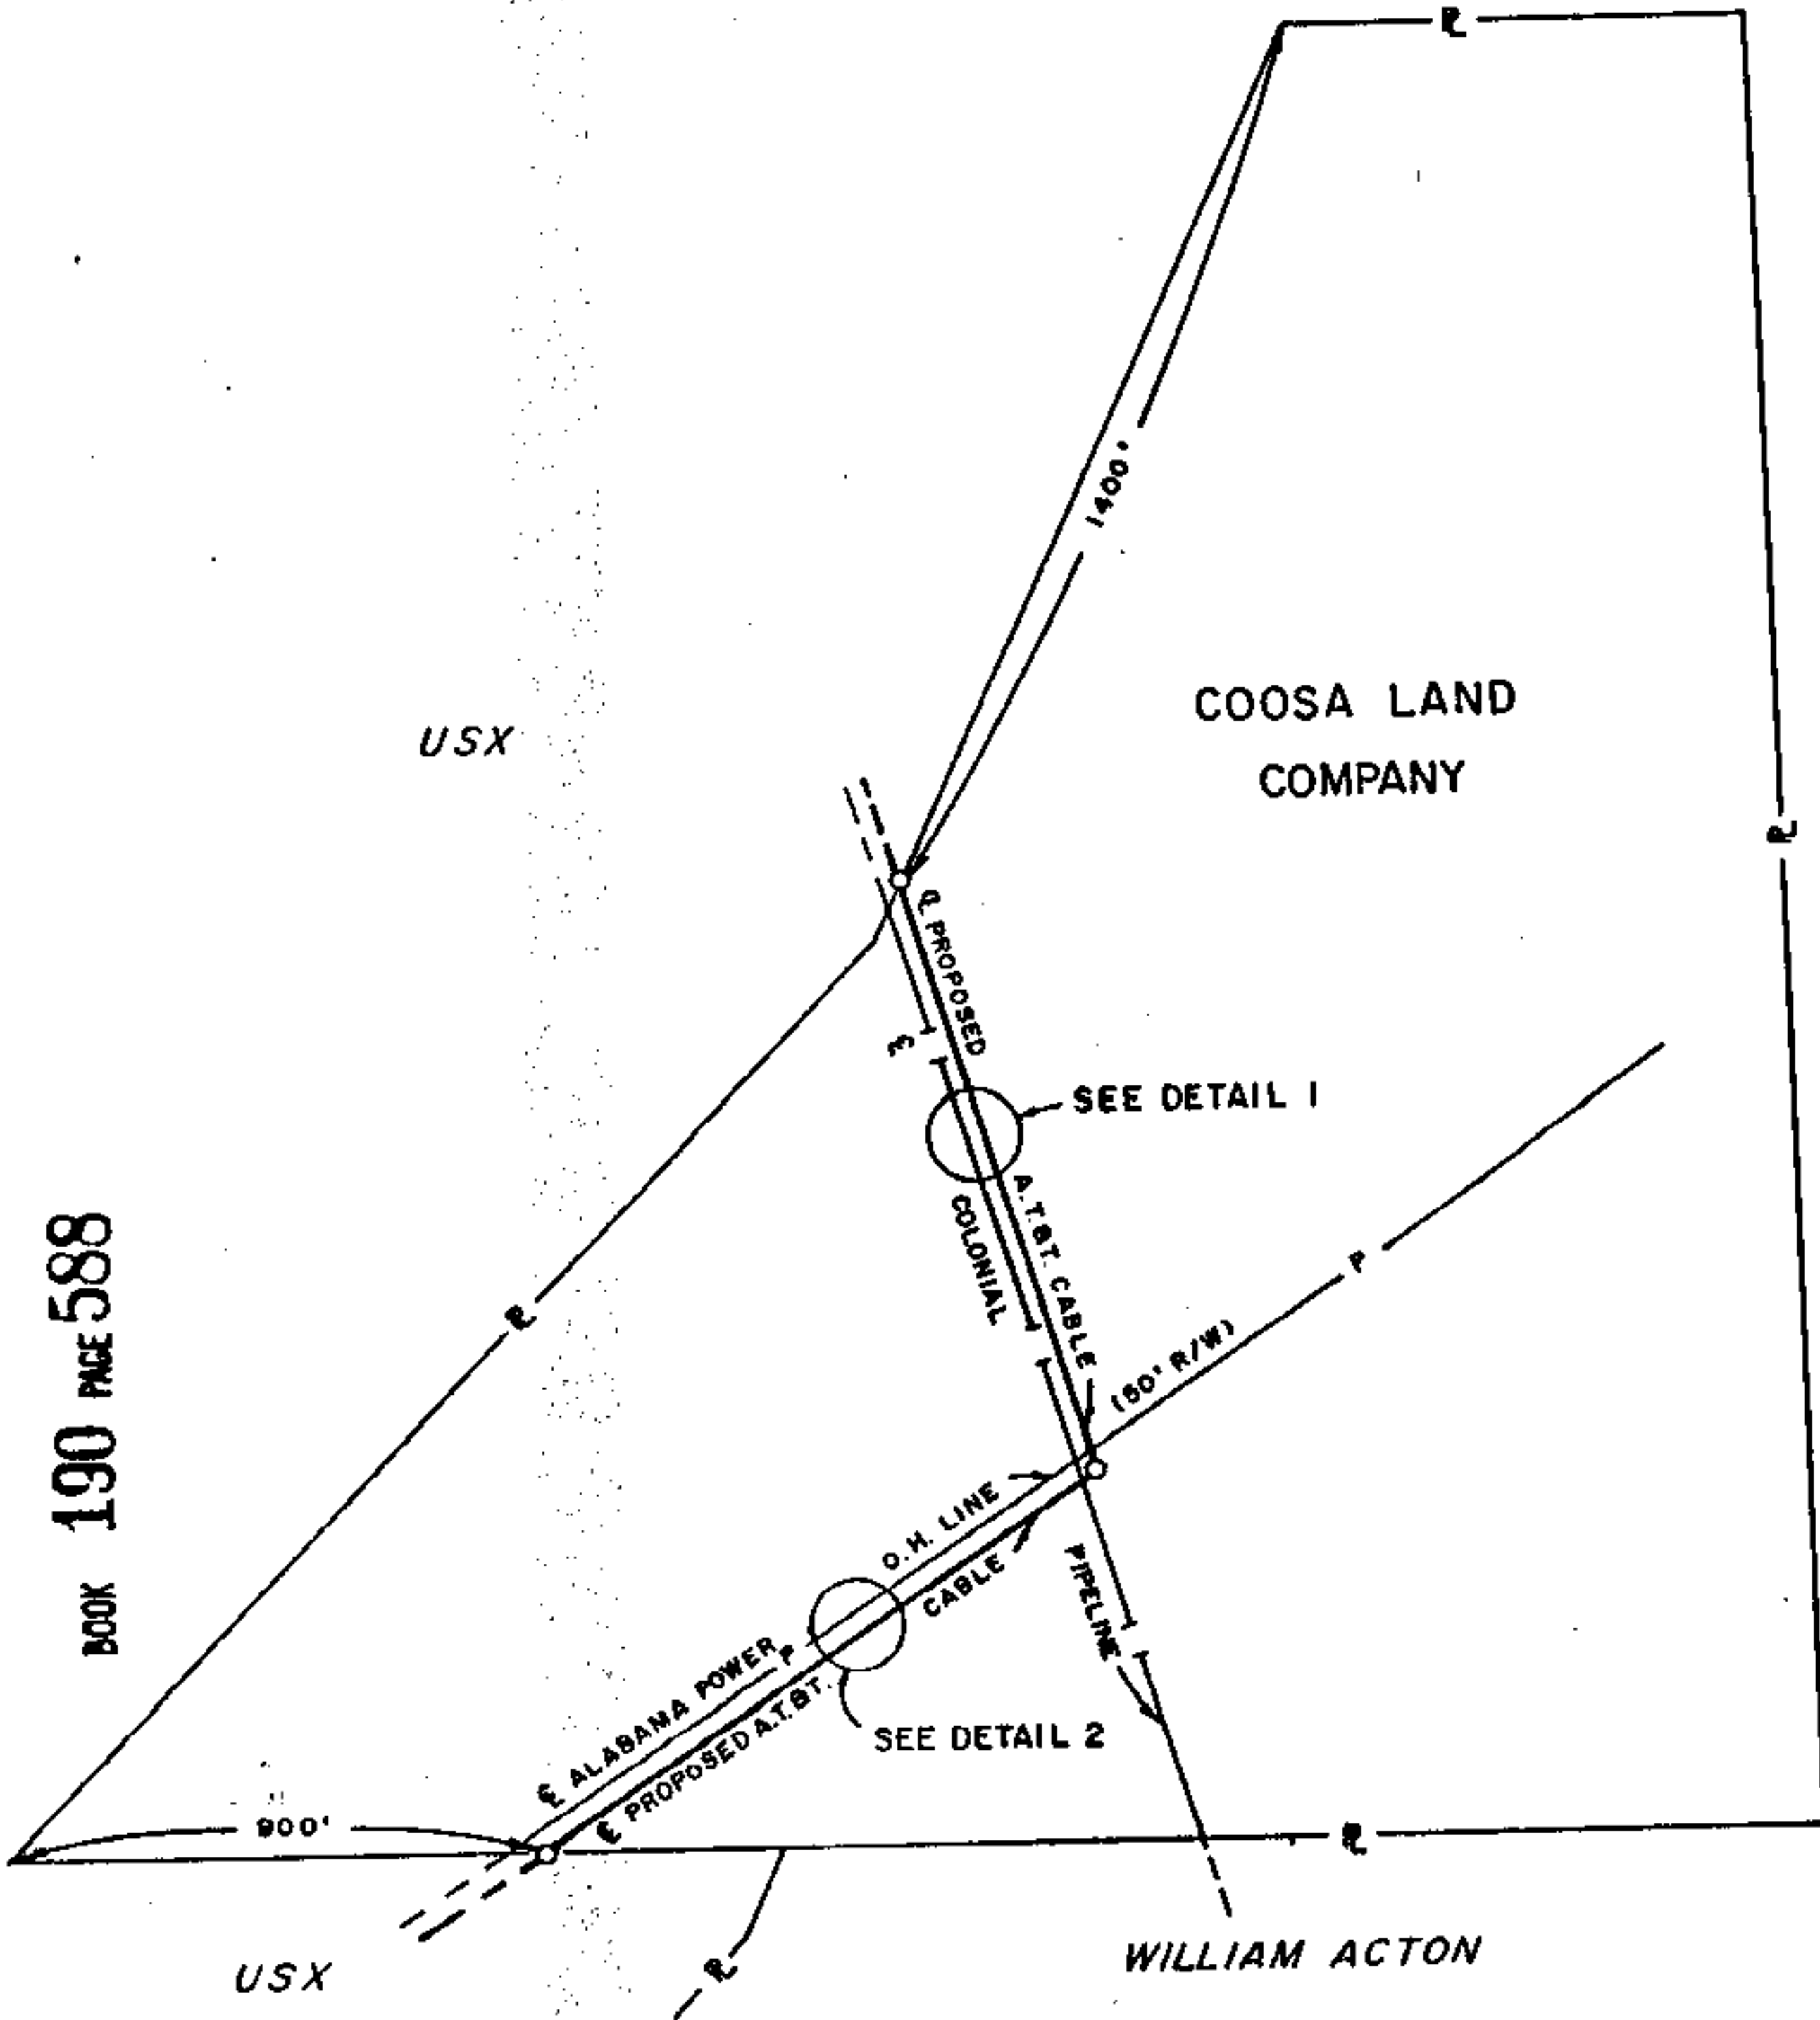 ℄
1400'
USX
COOSA LAND
COMPANY
℄
℄ PROPOSED
SEE DETAIL 1
A.T.&T. CABLE
COLONIAL
P
℄
(50' R/W)
O.H. LINE
CABLE
PIPELINE
℄ ALABAMA POWER
P
℄ PROPOSED A.T.&T.
SEE DETAIL 2
900'
℄
℄
USX
WILLIAM ACTON
BOOK 190 PAGE 588